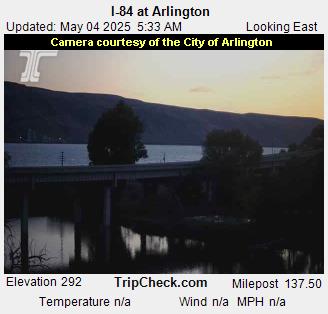 I-84 at Arlington
Updated: May 04 2025 5:33 AM Looking East
Camera courtesy of the City of Arlington
Elevation 292 TripCheck.com Milepost 137.50
Temperature n/a Wind n/a MPH n/a